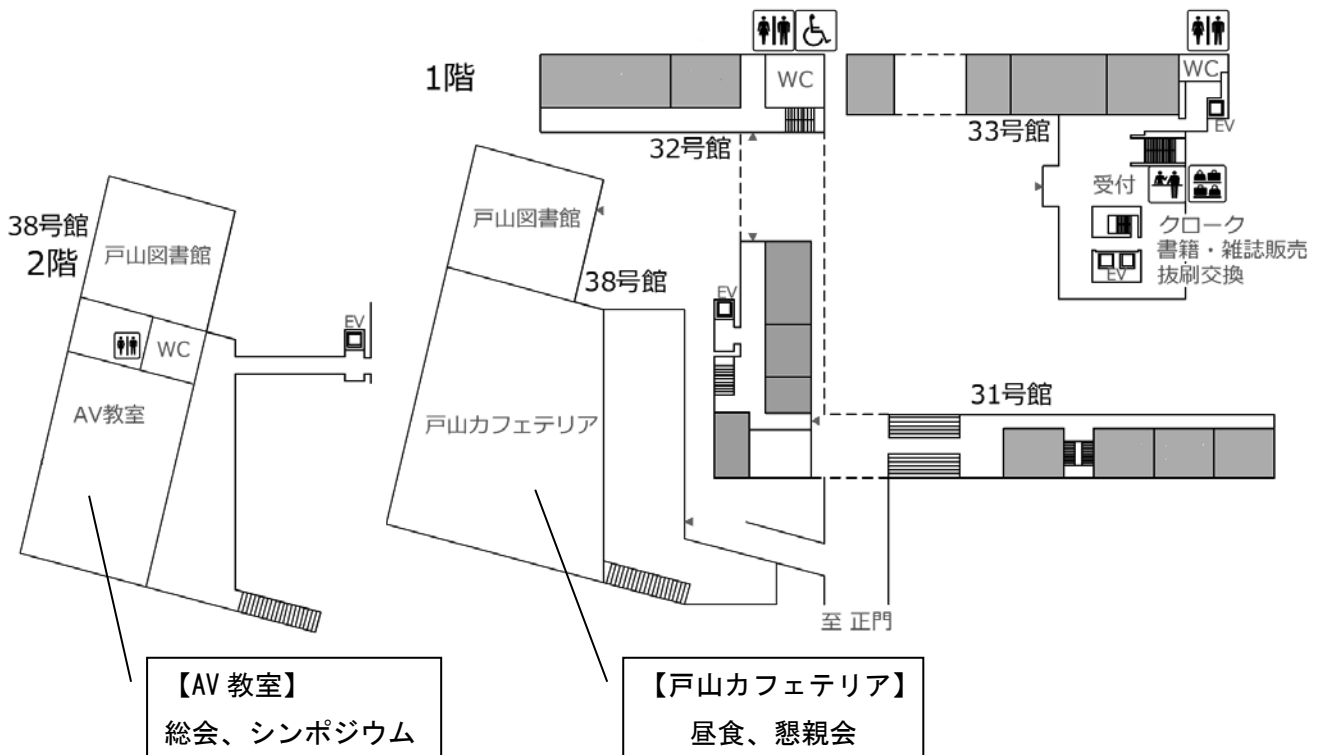 1階
WC
WC
EV
32号館
33号館
受付
クローク
書籍・雑誌販売
抜刷交換
EV
38号館
2階
戸山図書館
WC
AV教室
EV
戸山図書館
38号館
戸山カフェテリア
EV
31号館
至 正門
【AV 教室】
総会、シンポジウム
【戸山カフェテリア】
昼食、懇親会